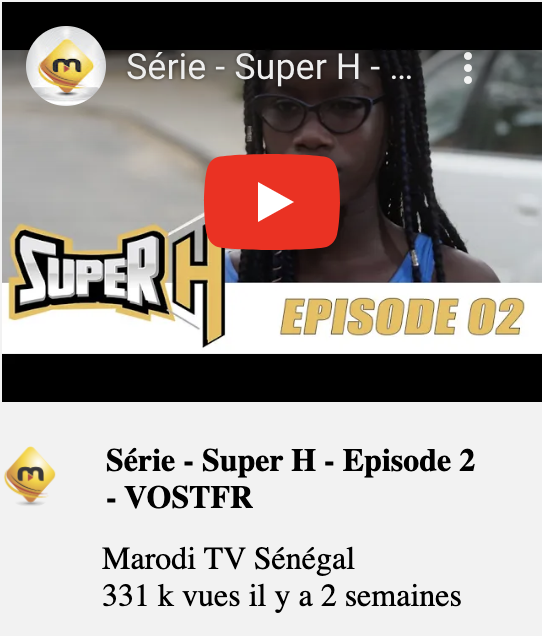 m
Série - Super H - ...
SUPER H
EPISODE 02
m
Série - Super H - Episode 2
- VOSTFR
Marodi TV Sénégal
331 k vues il y a 2 semaines